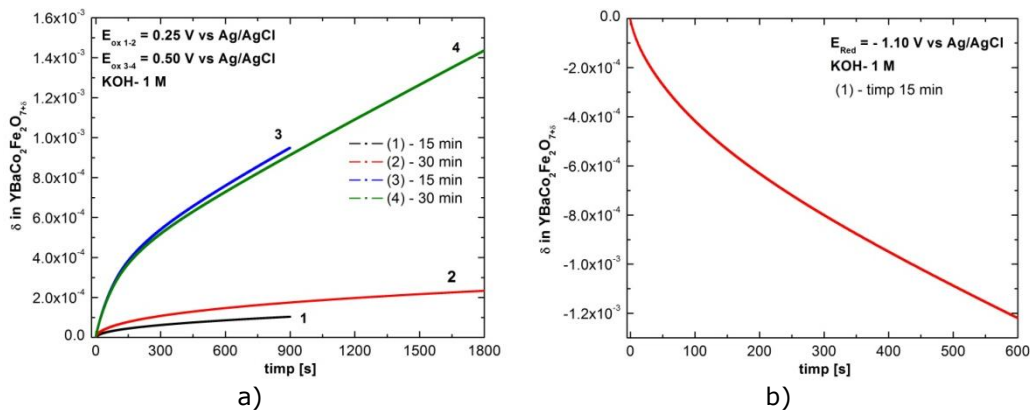 1.6x10⁻³
1.4x10⁻³
1.2x10⁻³
1.0x10⁻³
8.0x10⁻⁴
6.0x10⁻⁴
4.0x10⁻⁴
2.0x10⁻⁴
0.0
δ in YBaCo₂Fe₂O₇₊δ
E ox 1-2 = 0.25 V vs Ag/AgCl
E ox 3-4 = 0.50 V vs Ag/AgCl
KOH- 1 M
4
3
(1) - 15 min
(2) - 30 min
(3) - 15 min
(4) - 30 min
2
1
0 300 600 900 1200 1500 1800
timp [s]
a)
0.0
-2.0x10⁻⁴
-4.0x10⁻⁴
-6.0x10⁻⁴
-8.0x10⁻⁴
-1.0x10⁻³
-1.2x10⁻³
δ in YBaCo₂Fe₂O₇₊δ
E Red = - 1.10 V vs Ag/AgCl
KOH- 1 M
(1) - timp 15 min
0 100 200 300 400 500 600
timp [s]
b)